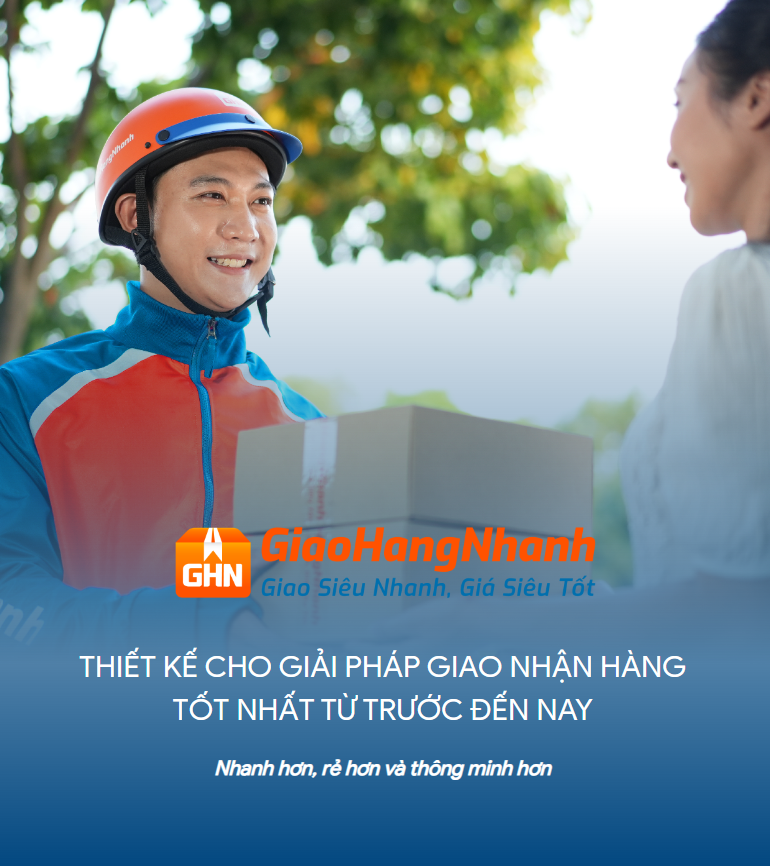 GHN
GiaoHangNhanh
Giao Siêu Nhanh, Giá Siêu Tốt
THIẾT KẾ CHO GIẢI PHÁP GIAO NHẬN HÀNG
TỐT NHẤT TỪ TRƯỚC ĐẾN NAY
Nhanh hơn, rẻ hơn và thông minh hơn